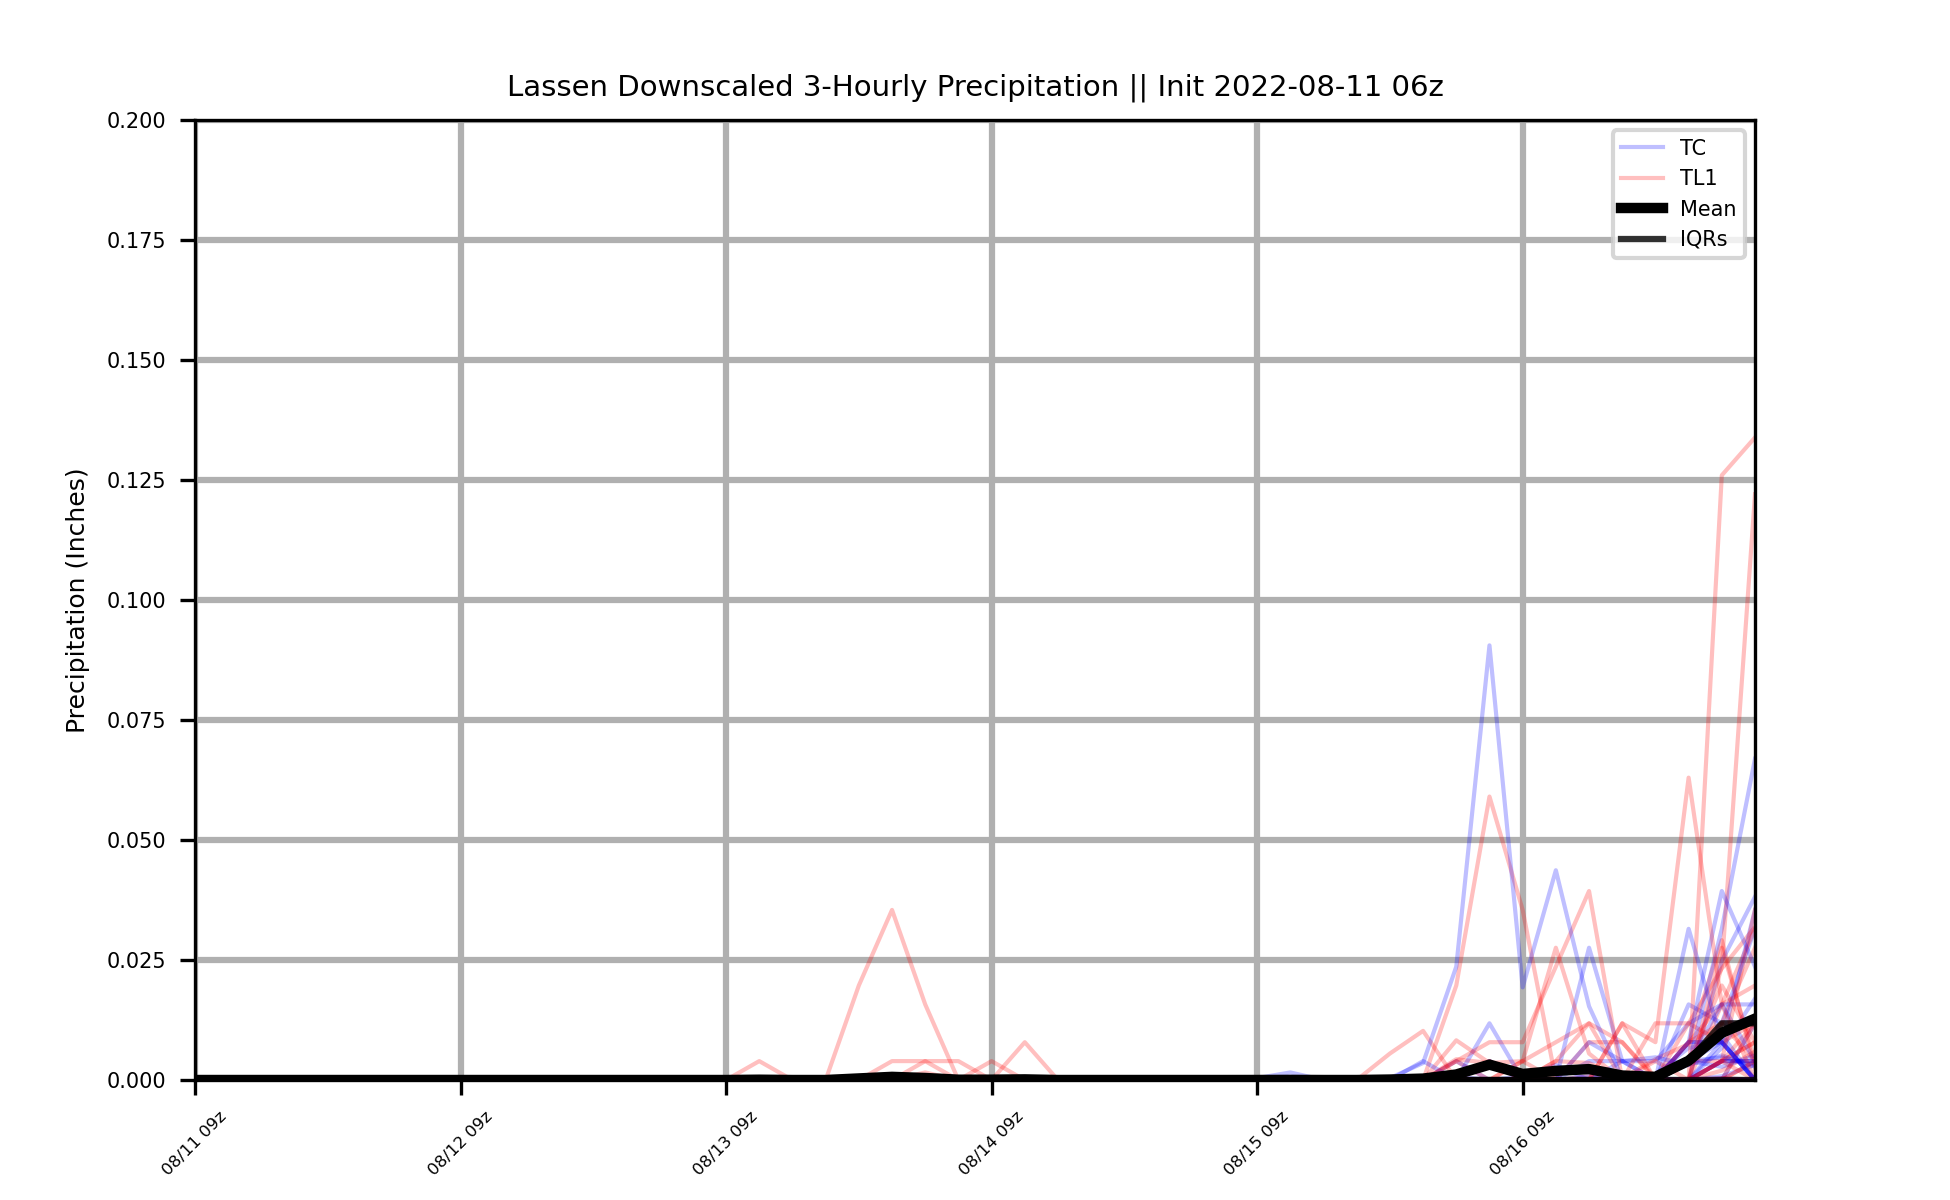 Lassen Downscaled 3-Hourly Precipitation || Init 2022-08-11 06z
0.200
0.175
0.150
0.125
0.100
0.075
0.050
0.025
0.000
Precipitation (Inches)
TC
TL1
Mean
IQRs
08/11 09z
08/12 09z
08/13 09z
08/14 09z
08/15 09z
08/16 09z